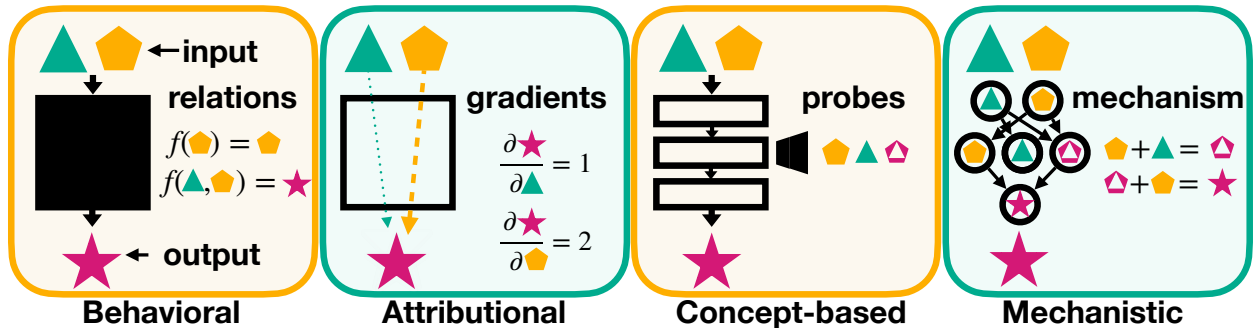 input
relations
f(⬟) = ⬟
f(▲,⬟) = ★
output
Behavioral
gradients
∂★/∂▲ = 1
∂★/∂⬟ = 2
Attributional
probes
Concept-based
mechanism
⬟+▲=⬠
⬠+⬟=★
Mechanistic